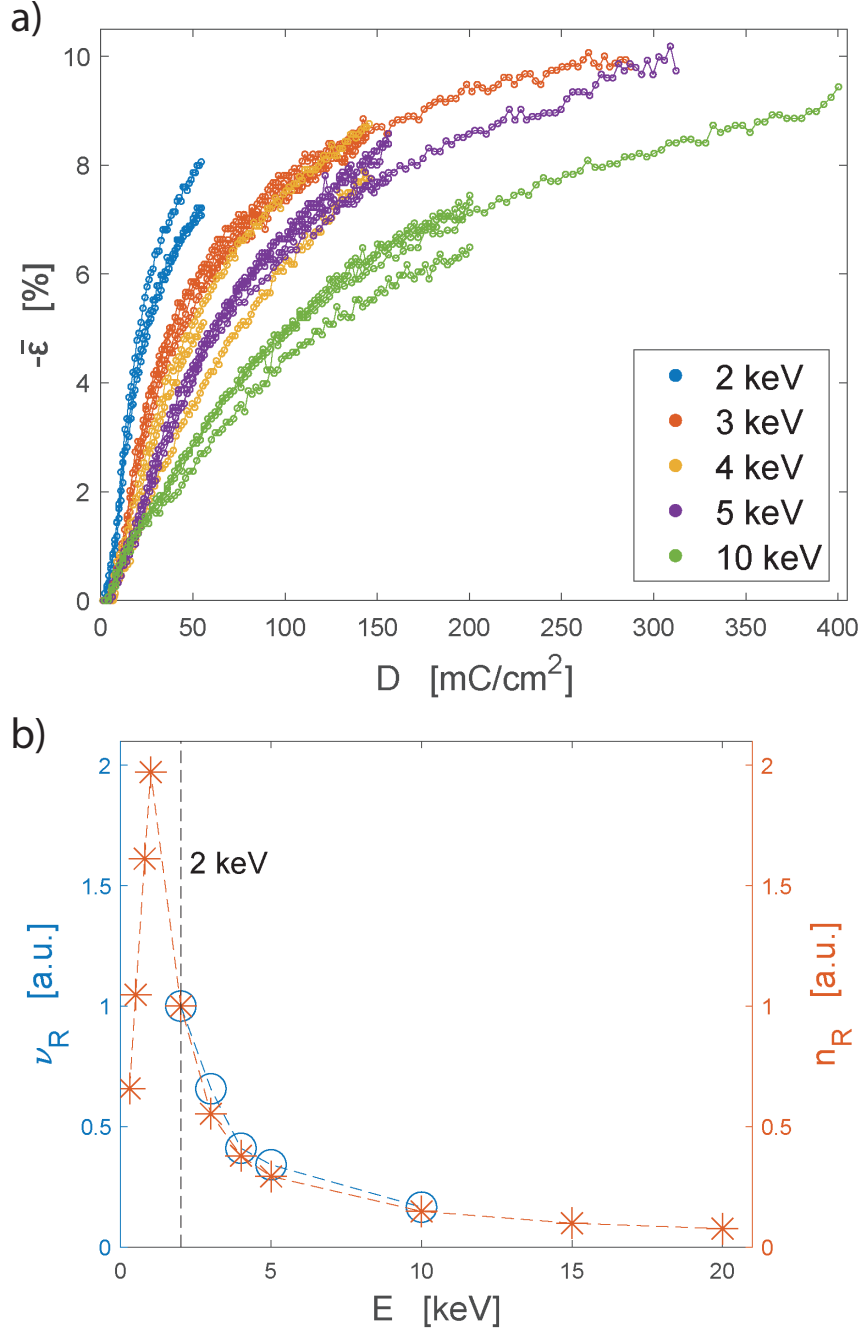 a)
10
8
6
4
2
0
-ε̄ [%]
2 keV
3 keV
4 keV
5 keV
10 keV
0 50 100 150 200 250 300 350 400
D [mC/cm²]
b)
2
1.5
1
0.5
0
ν_R [a.u.]
2 keV
2
1.5
1
0.5
0
n_R [a.u.]
0 5 10 15 20
E [keV]